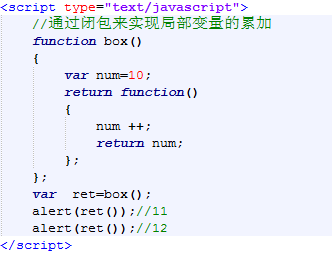 <script type="text/javascript">
    //通过闭包来实现局部变量的累加
    function box()
    {
        var num=10;
        return function()
        {
            num ++;
            return num;
        };
    };
    var  ret=box();
    alert(ret());//11
    alert(ret());//12
</script>